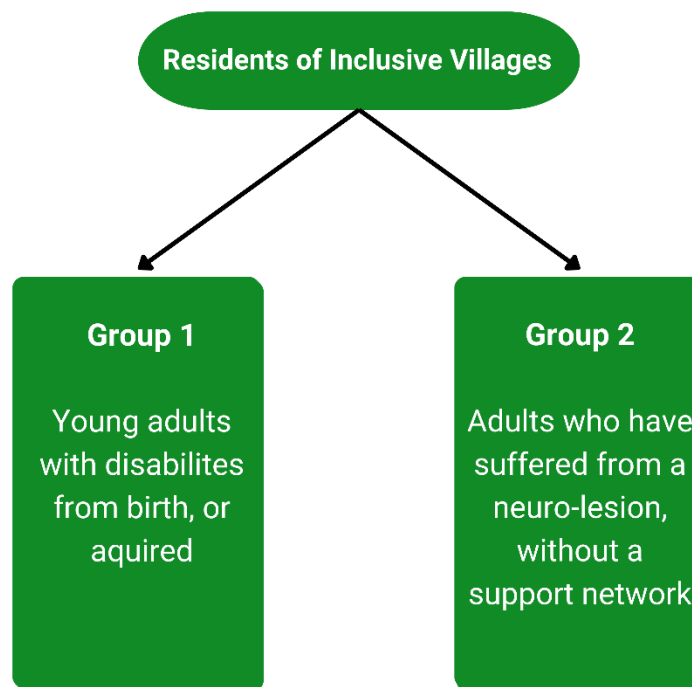 Residents of Inclusive Villages
Group 1
Young adults
with disabilites
from birth, or
aquired
Group 2
Adults who have
suffered from a
neuro-lesion,
without a
support network